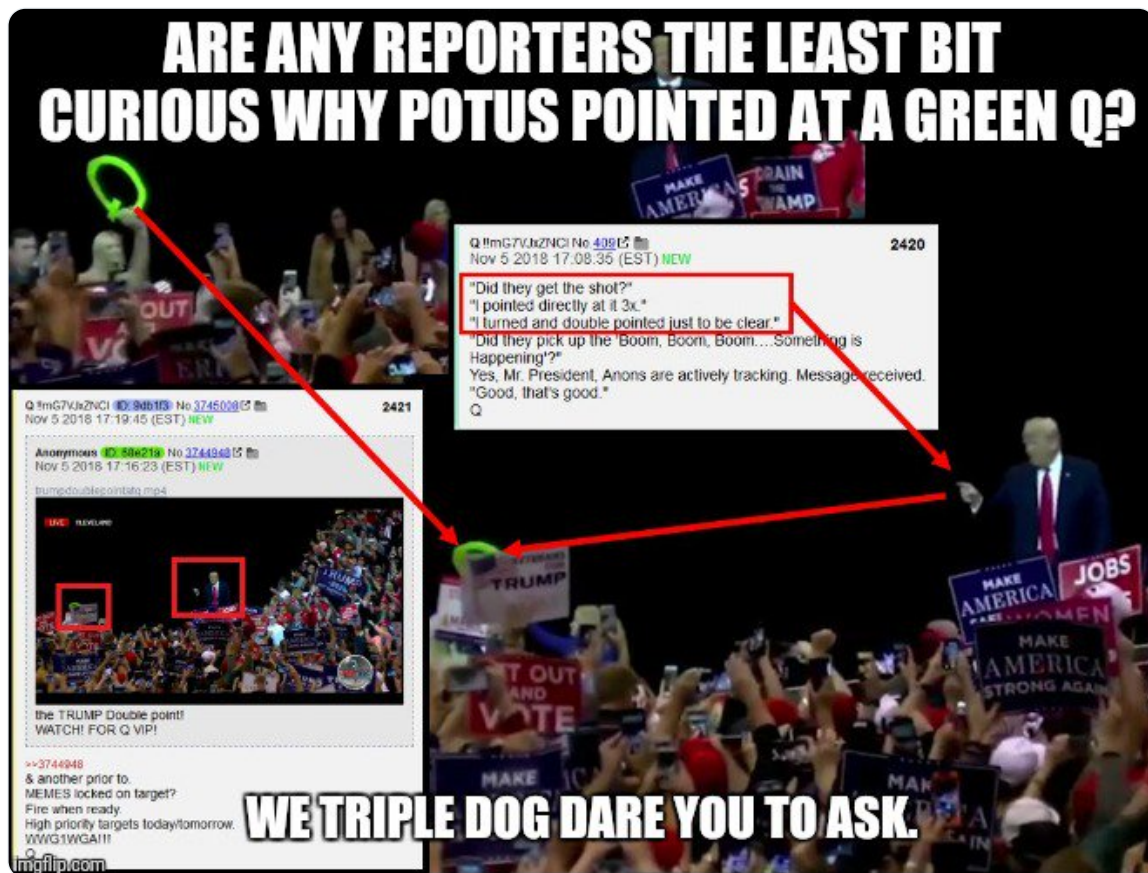 ARE ANY REPORTERS THE LEAST BIT
CURIOUS WHY POTUS POINTED AT A GREEN Q?
MAKE
AMERICA
DRAIN
THE
SWAMP
OUT
Q !!mG7VJxZNCI No.409
2420
Nov 5 2018 17:08:35 (EST) NEW
"Did they get the shot?"
"I pointed directly at it 3x."
"I turned and double pointed just to be clear."
"Did they pick up the 'Boom, Boom, Boom....Something is
Happening'?"
Yes, Mr. President, Anons are actively tracking. Message received.
"Good, that's good."
Q
Q !!mG7VJxZNCI ID: 9db1f3 No.3745008
2421
Nov 5 2018 17:19:45 (EST) NEW
Anonymous ID: 68e21a No.3744948
Nov 5 2018 17:16:23 (EST) NEW
trumpdoublepointatq.mp4
LIVE CLEVELAND
the TRUMP Double point!
WATCH! FOR Q VIP!
>>3744948
& another prior to.
MEMES locked on target?
Fire when ready.
High priority targets today/tomorrow.
WWG1WGA!!!
Q
TRUMP
MAKE
AMERICA
JOBS
WOMEN
MAKE
AMERICA
STRONG AGAIN
GET OUT
AND
VOTE
MAKE
WE TRIPLE DOG DARE YOU TO ASK.
imgflip.com